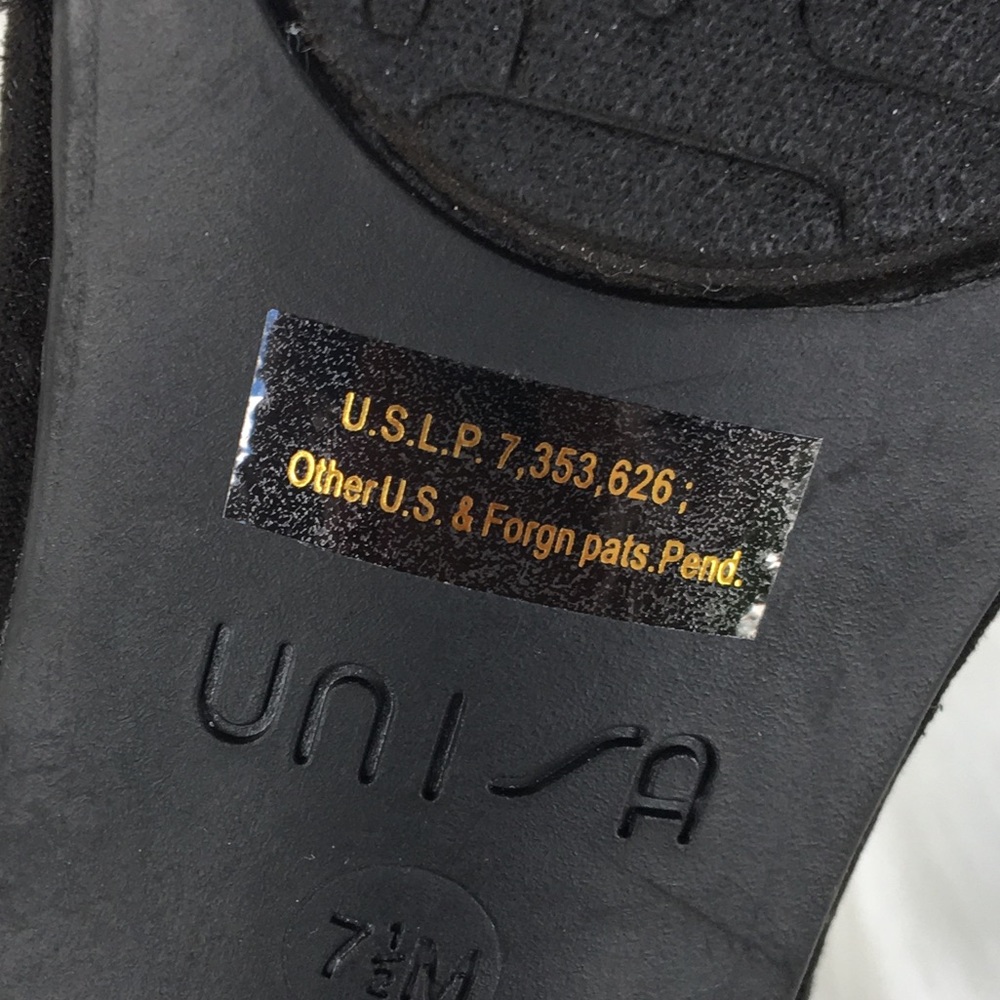 U.S.L.P. 7,353,626;
Other U.S. & Forgn pats.Pend.
UNISA
7½M